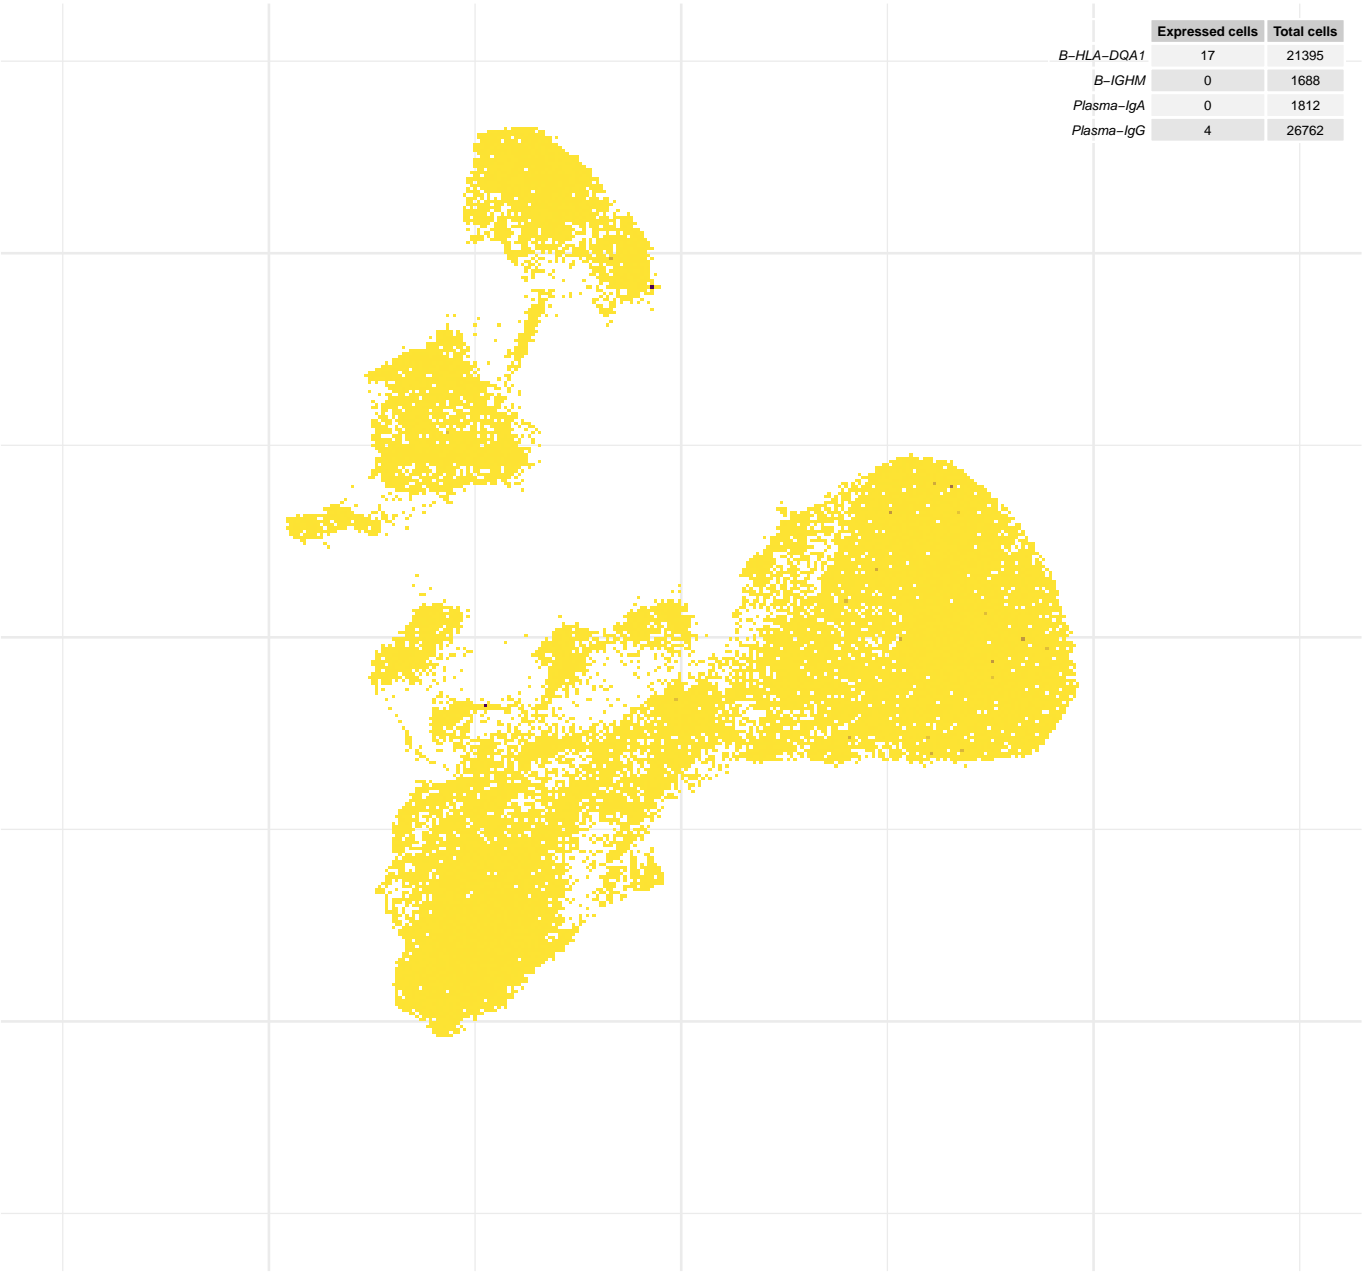 Expressed cells Total cells
B−HLA−DQA1 17 21395
B−IGHM 0 1688
Plasma−IgA 0 1812
Plasma−IgG 4 26762